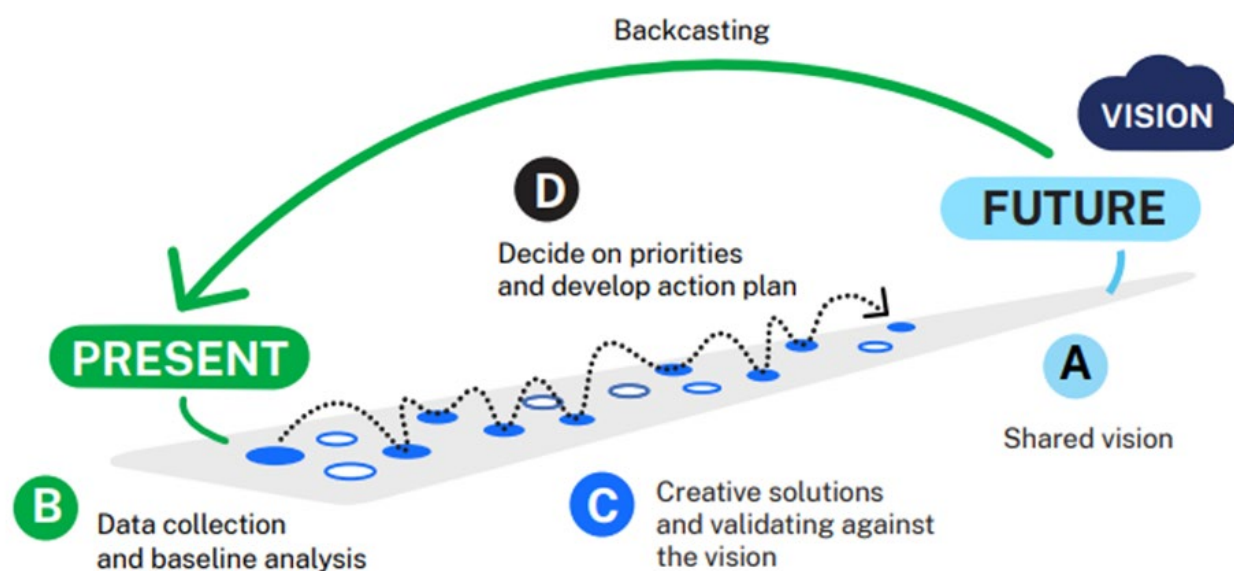 Backcasting
VISION
FUTURE
D
Decide on priorities
and develop action plan
PRESENT
A
Shared vision
B
Data collection
and baseline analysis
C
Creative solutions
and validating against
the vision